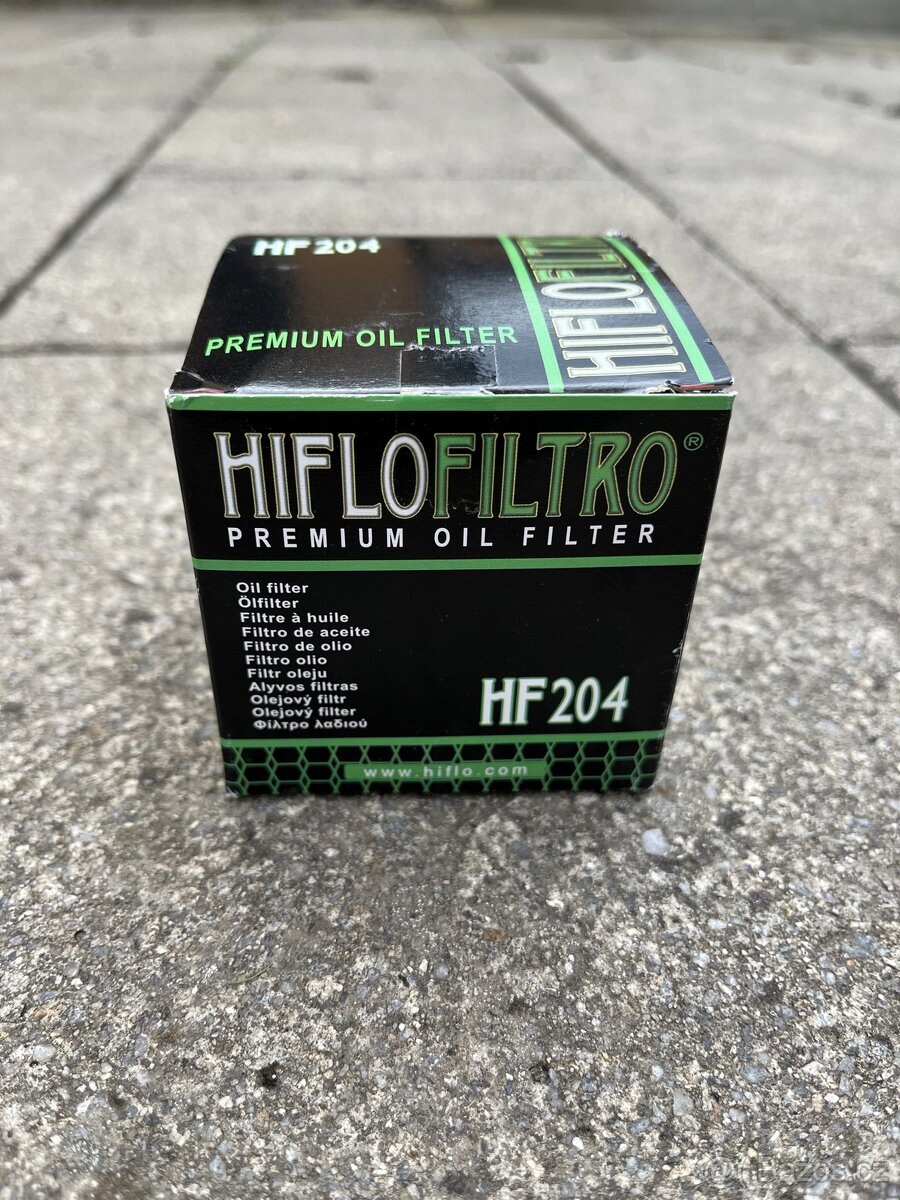 HF204
PREMIUM OIL FILTER
HIFLOFILTRO
HIFLOFILTRO®
PREMIUM OIL FILTER
Oil filter
Ölfilter
Filtre à huile
Filtro de aceite
Filtro de olio
Filtro olio
Filtr oleju
Alyvos filtras
Olejový filtr
Olejový filter
Φίλτρο λαδιού
HF204
www.hiflo.com